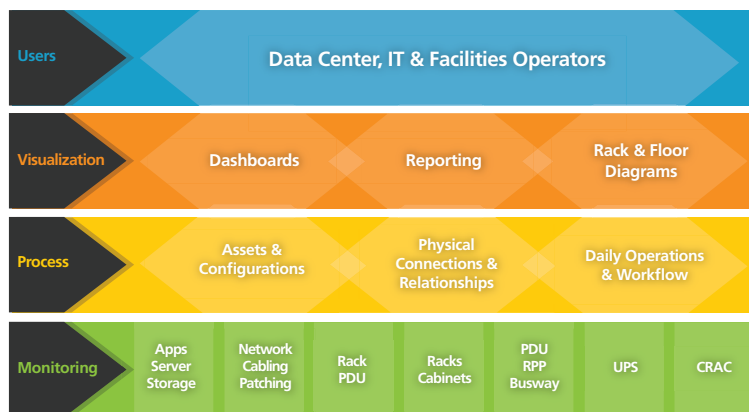 Users
Data Center, IT & Facilities Operators
Visualization
Dashboards
Reporting
Rack & Floor
Diagrams
Process
Assets &
Configurations
Physical
Connections &
Relationships
Daily Operations
& Workflow
Monitoring
Apps
Server
Storage
Network
Cabling
Patching
Rack
PDU
Racks
Cabinets
PDU
RPP
Busway
UPS
CRAC